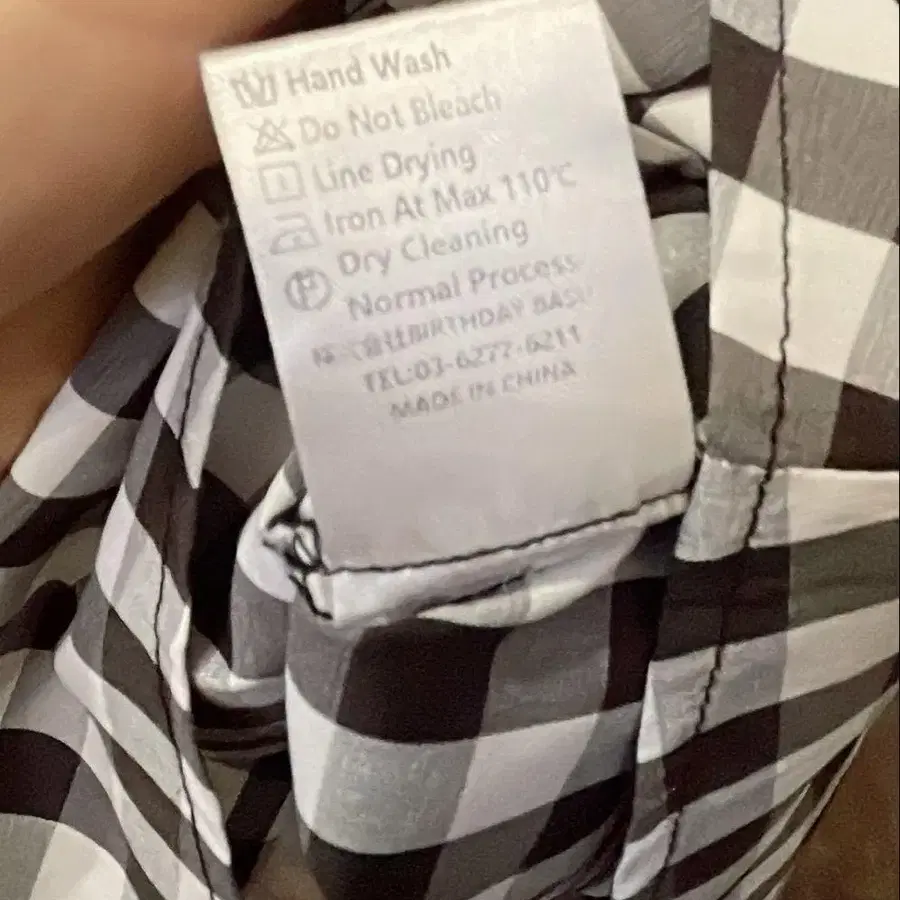 Hand Wash
Do Not Bleach
Line Drying
Iron At Max 110℃
Dry Cleaning
Normal Process
BIRTHDAY
TEL:03-6277-6211
MADE IN CHINA